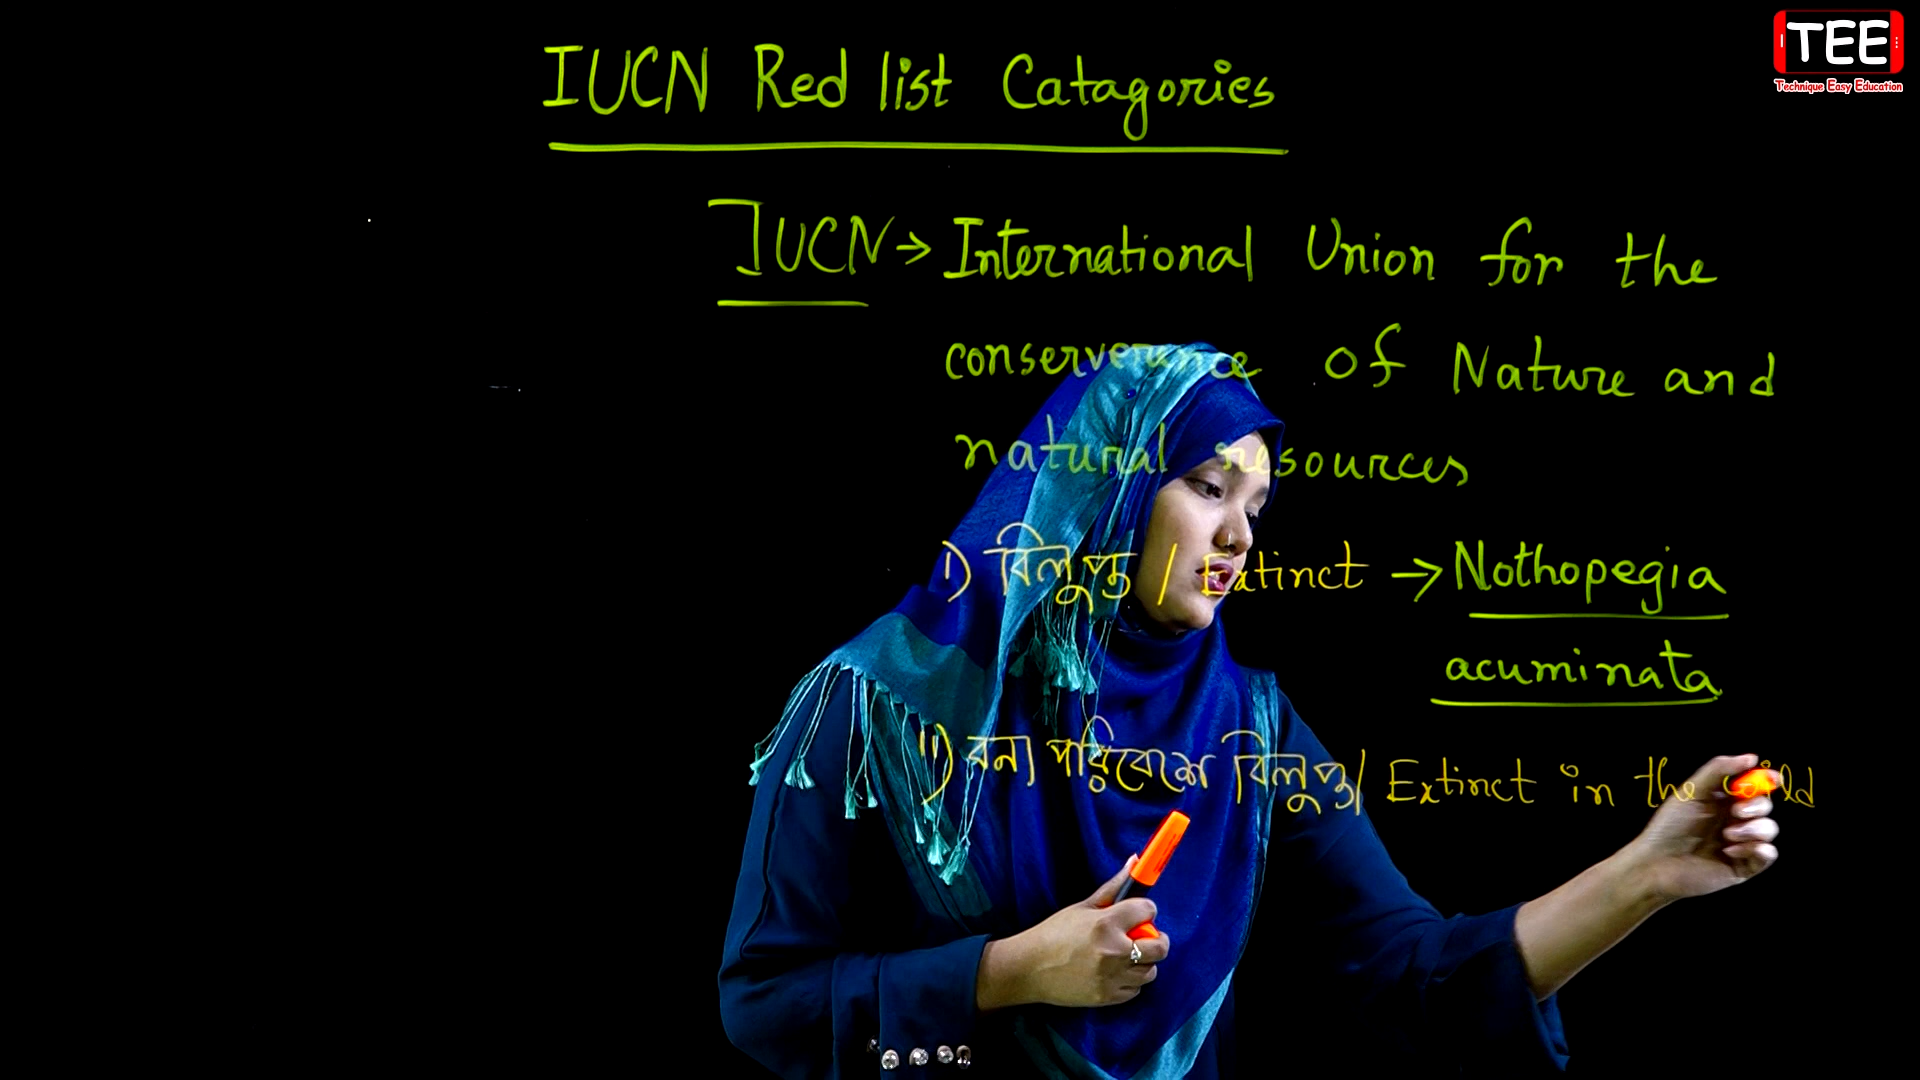 TEE
Technique Easy Education
IUCN Red list Catagories
IUCN → International Union for the
conserverance of Nature and
natural resources
i) বিলুপ্ত / Extinct → Nothopegia
acuminata
ii) বন্য পরিবেশে বিলুপ্ত / Extinct in the wild